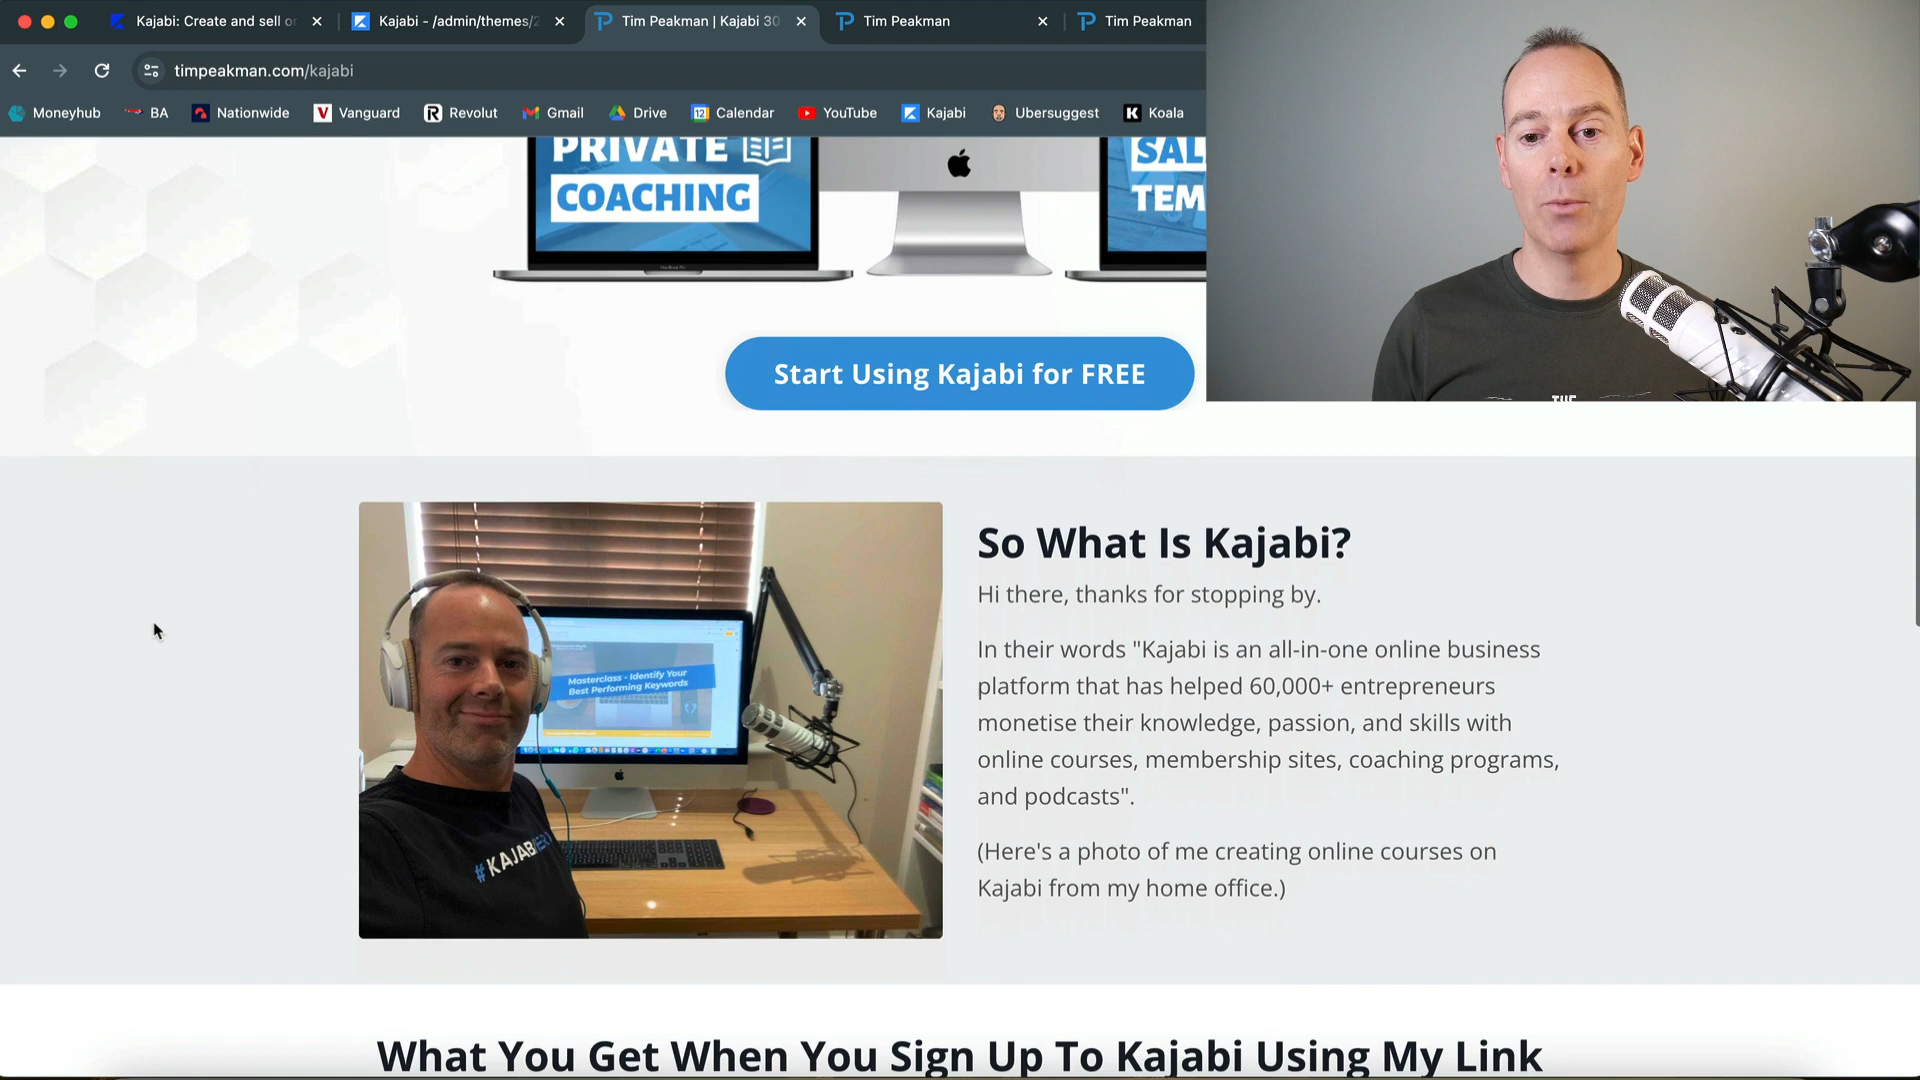 Kajabi: Create and sell or
Kajabi - /admin/themes/2
Tim Peakman | Kajabi 30
Tim Peakman
Tim Peakman
timpeakman.com/kajabi
Moneyhub
BA
Nationwide
V Vanguard
R Revolut
Gmail
Drive
12 Calendar
YouTube
Kajabi
Ubersuggest
K Koala
PRIVATE
COACHING
SAL
TEM
MacBook Pro
Start Using Kajabi for FREE
THE
Masterclass - Identify Your
Best Performing Keywords
So What Is Kajabi?
Hi there, thanks for stopping by.
In their words "Kajabi is an all-in-one online business
platform that has helped 60,000+ entrepreneurs
monetise their knowledge, passion, and skills with
online courses, membership sites, coaching programs,
and podcasts".
(Here's a photo of me creating online courses on
Kajabi from my home office.)
What You Get When You Sign Up To Kajabi Using My Link